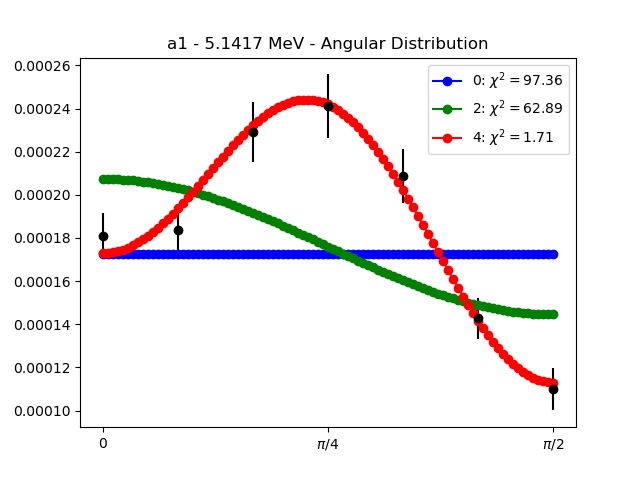 a1 - 5.1417 MeV - Angular Distribution
0.00026
0.00024
0.00022
0.00020
0.00018
0.00016
0.00014
0.00012
0.00010
0: χ² = 97.36
2: χ² = 62.89
4: χ² = 1.71
0
π/4
π/2